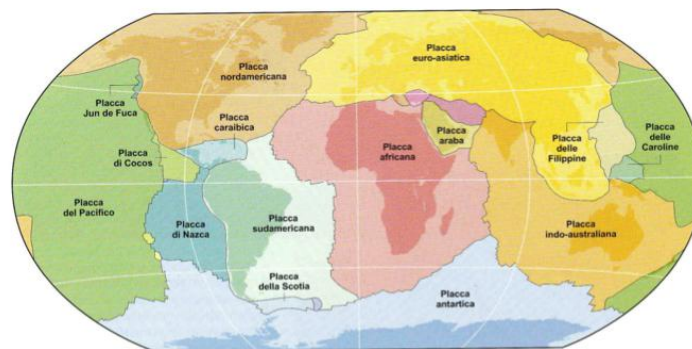 Placca
euro-asiatica
Placca
nordamericana
Placca
Jun de Fuca
Placca
caraibica
Placca
di Cocos
Placca
africana
Placca
araba
Placca
delle
Filippine
Placca
delle
Caroline
Placca
del Pacifico
Placca
di Nazca
Placca
sudamericana
Placca
indo-australiana
Placca
della Scotia
Placca
antartica